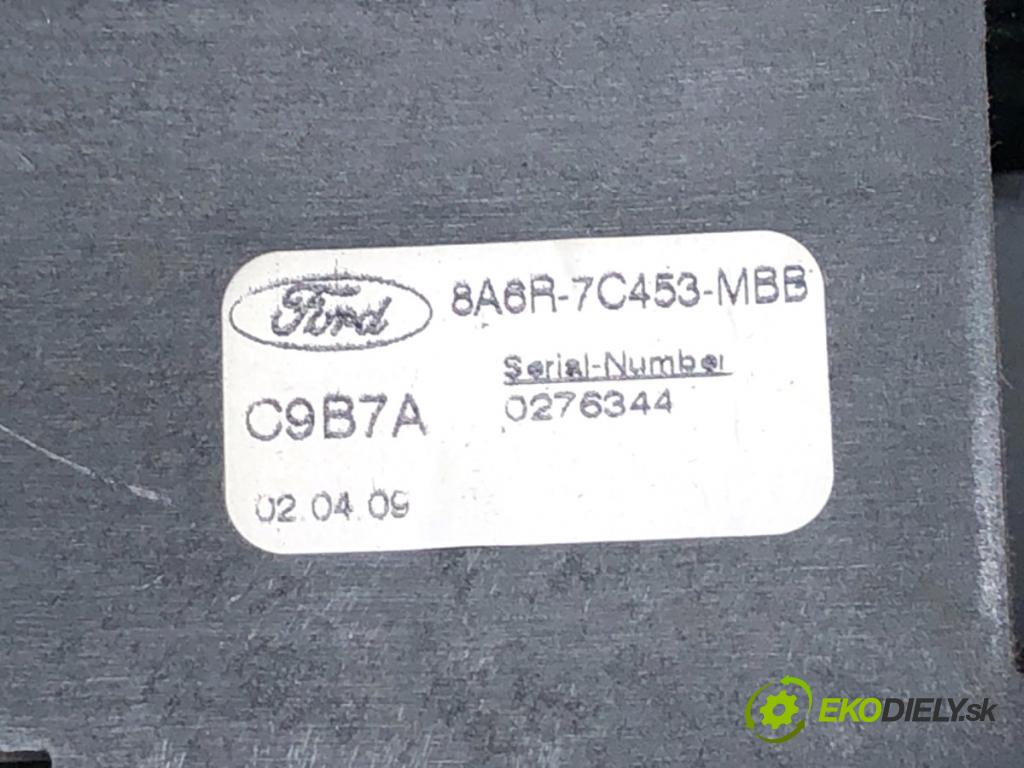 Ford
8A6R-7C453-MBB
Serial-Number
0276344
C9B7A
02.04.09
EKODIELY.sk